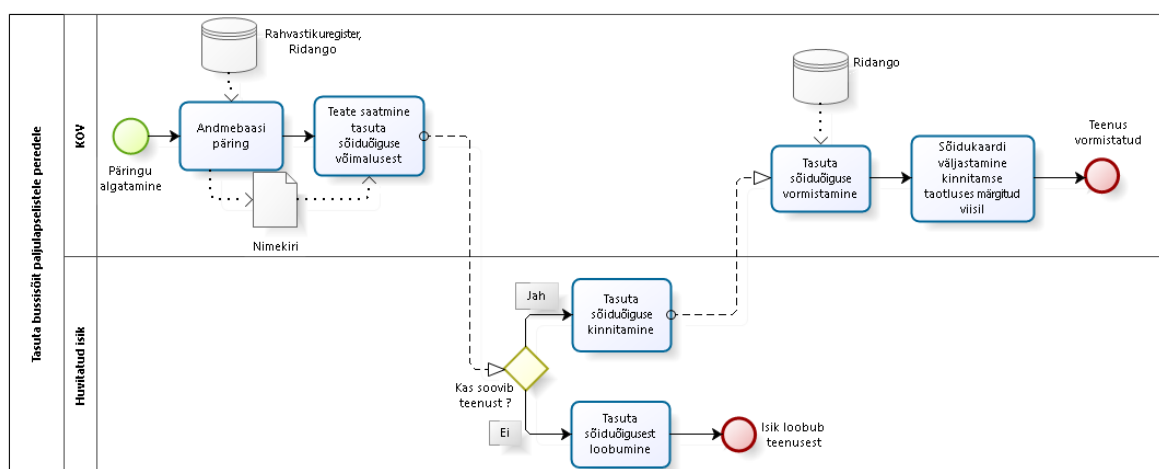 Tasuta bussisõit paljulapselistele peredele
KOV
Rahvastikuregister,
Ridango
Päringu
algatamine
Andmebaasi
päring
Teate saatmine
tasuta
sõiduõiguse
võimalusest
Nimekiri
Ridango
Tasuta
sõiduõiguse
vormistamine
Sõidukaardi
väljastamine
kinnitamse
taotluses märgitud
viisil
Teenus
vormistatud
Huvitatud isik
Kas soovib
teenust ?
Jah
Tasuta
sõiduõiguse
kinnitamine
Ei
Tasuta
sõiduõigusest
loobumine
Isik loobub
teenusest